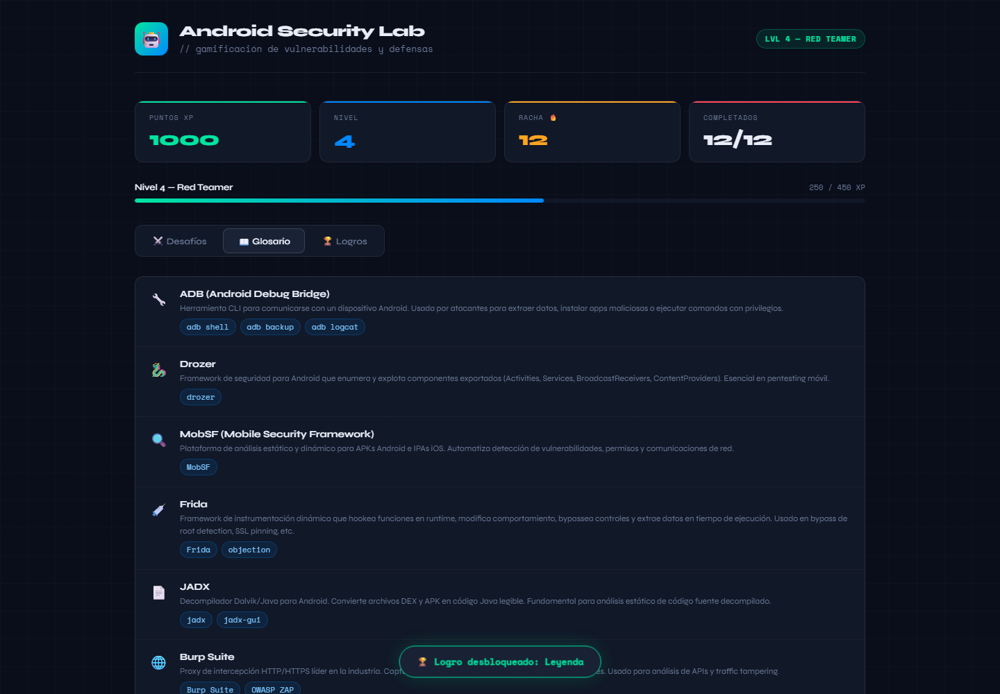 Android Security Lab
// gamificación de vulnerabilidades y defensas
LVL 4 — RED TEAMER
PUNTOS XP
1000
NIVEL
4
RACHA
12
COMPLETADOS
12/12
Nivel 4 — Red Teamer
250 / 450 XP
Desafíos
Glosario
Logros
ADB (Android Debug Bridge)
Herramienta CLI para comunicarse con un dispositivo Android. Usada por atacantes para extraer datos, instalar apps maliciosas o ejecutar comandos con privilegios.
adb shell
adb backup
adb logcat
Drozer
Framework de seguridad para Android que enumera y explota componentes exportados (Activities, Services, BroadcastReceivers, ContentProviders). Esencial en pentesting móvil.
drozer
MobSF (Mobile Security Framework)
Plataforma de análisis estático y dinámico para APKs Android e IPAs iOS. Automatiza detección de vulnerabilidades, permisos y comunicaciones de red.
MobSF
Frida
Framework de instrumentación dinámica que hookea funciones en runtime, modifica comportamiento, bypassea controles y extrae datos en tiempo de ejecución. Usado en bypass de
root detection, SSL pinning, etc.
Frida
objection
JADX
Decompilador Dalvik/Java para Android. Convierte archivos DEX y APK en código Java legible. Fundamental para análisis estático de código fuente decompilado.
jadx
jadx-gui
Burp Suite
Proxy de intercepción HTTP/HTTPS líder en la industria. Usado para análisis de APIs y traffic tampering.
Burp Suite
OWASP ZAP
Logro desbloqueado: Leyenda